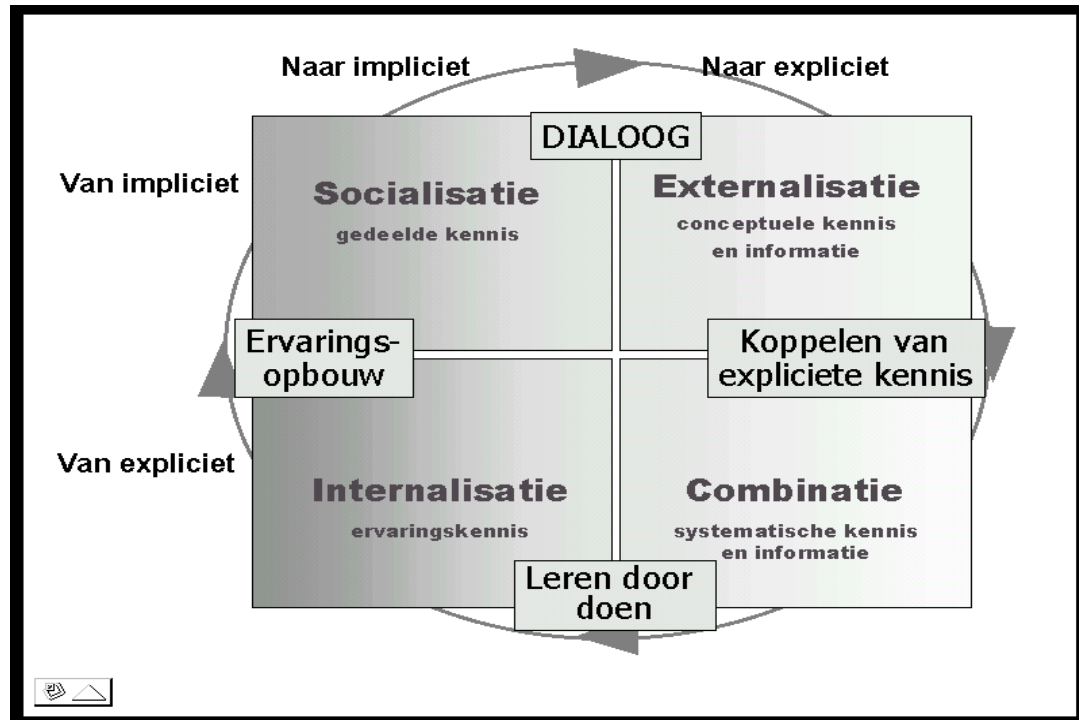 Naar impliciet
Naar expliciet
DIALOOG
Van impliciet
Socialisatie
gedeelde kennis
Externalisatie
conceptuele kennis
en informatie
Ervarings-
opbouw
Koppelen van
expliciete kennis
Van expliciet
Internalisatie
ervaringskennis
Combinatie
systematische kennis
en informatie
Leren door
doen